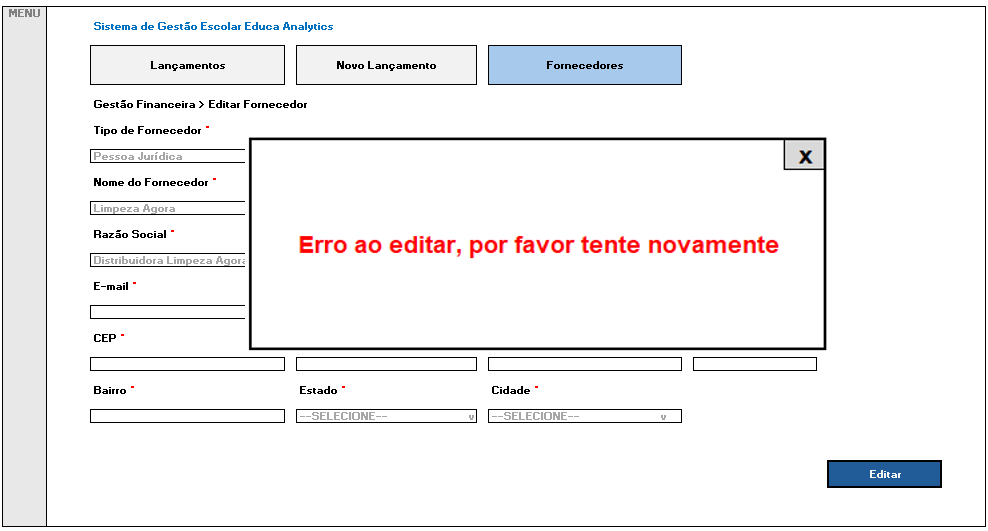 MENU
Sistema de Gestão Escolar Educa Analytics
Lançamentos Novo Lançamento Fornecedores
Gestão Financeira > Editar Fornecedor
Tipo de Fornecedor *
Pessoa Jurídica
X
Nome do Fornecedor *
Limpeza Agora
Razão Social *
Erro ao editar, por favor tente novamente
Distribuidora Limpeza Agora
E-mail *
CEP *
Bairro * Estado * Cidade *
--SELECIONE-- v --SELECIONE-- v
Editar